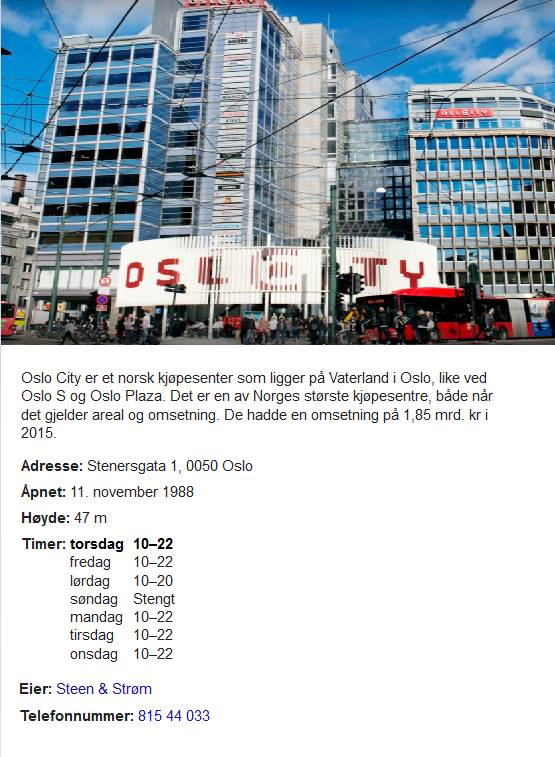 OSLO CITY
OSLO CITY
OSLO CITY
Oslo City er et norsk kjøpesenter som ligger på Vaterland i Oslo, like ved
Oslo S og Oslo Plaza. Det er en av Norges største kjøpesentre, både når
det gjelder areal og omsetning. De hadde en omsetning på 1,85 mrd. kr i
2015.
Adresse: Stenersgata 1, 0050 Oslo
Åpnet: 11. november 1988
Høyde: 47 m
Timer: torsdag 10–22
fredag 10–22
lørdag 10–20
søndag Stengt
mandag 10–22
tirsdag 10–22
onsdag 10–22
Eier: Steen & Strøm
Telefonnummer: 815 44 033